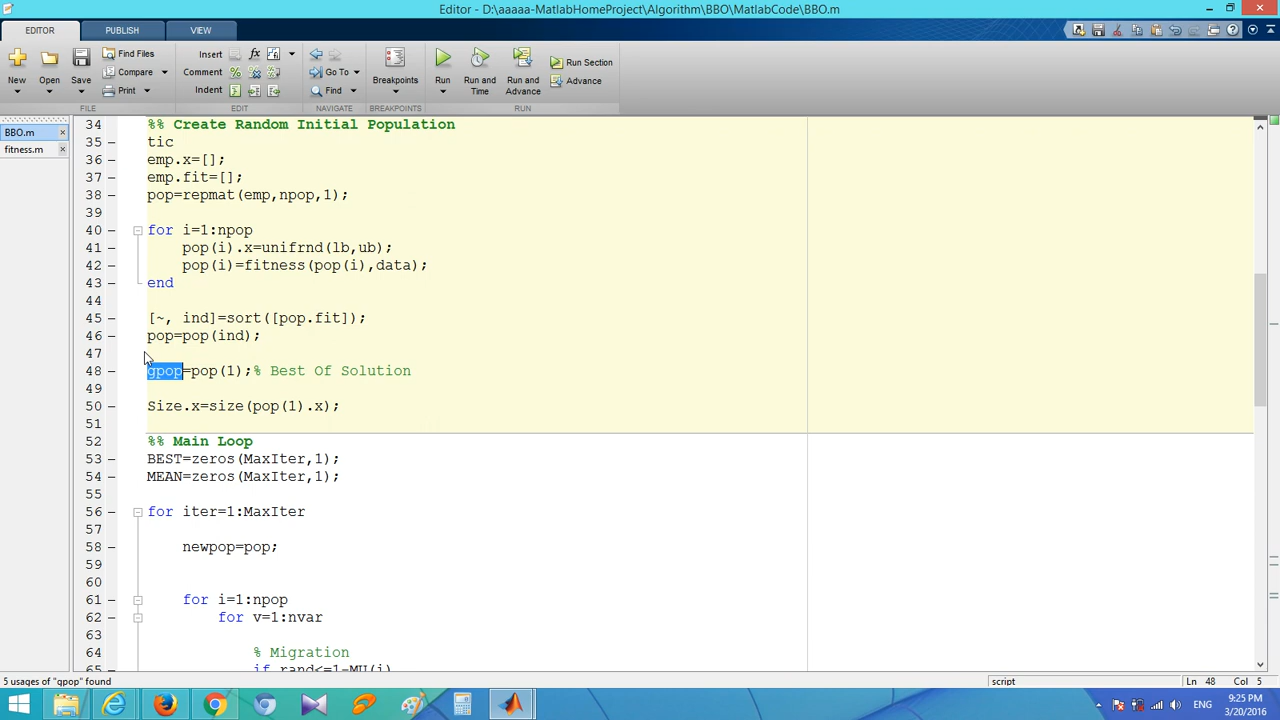 Editor - D:\aaaaa-MatlabHomeProject\Algorithm\BBO\MatlabCode\BBO.m
EDITOR PUBLISH VIEW
New Open Save Find Files Compare Print
Insert fx
Comment % % 
Indent
Go To Find
Breakpoints
Run Run and Time Run and Advance Run Section Advance
FILE EDIT NAVIGATE BREAKPOINTS RUN
BBO.m
fitness.m
34 %% Create Random Initial Population
35 – tic
36 – emp.x=[];
37 – emp.fit=[];
38 – pop=repmat(emp,npop,1);
39
40 – for i=1:npop
41 – pop(i).x=unifrnd(lb,ub);
42 – pop(i)=fitness(pop(i),data);
43 – end
44
45 – [~, ind]=sort([pop.fit]);
46 – pop=pop(ind);
47
48 – gpop=pop(1);% Best Of Solution
49
50 – Size.x=size(pop(1).x);
51
52 %% Main Loop
53 – BEST=zeros(MaxIter,1);
54 – MEAN=zeros(MaxIter,1);
55
56 – for iter=1:MaxIter
57
58 – newpop=pop;
59
60
61 – for i=1:npop
62 – for v=1:nvar
63
64 % Migration
65 – if rand<=1-MU(i)
5 usages of "gpop" found
script
Ln 48 Col 5
ENG
9:25 PM
3/20/2016